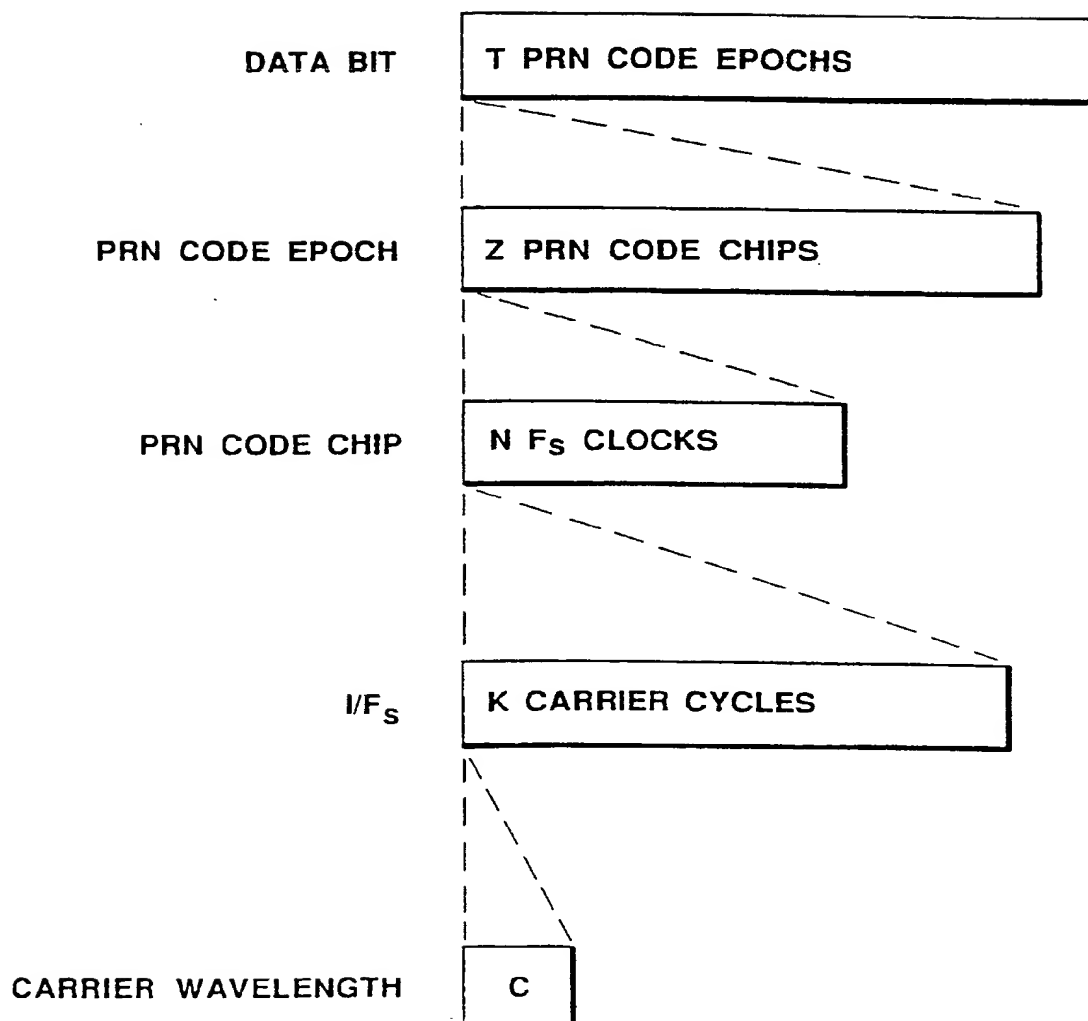 DATA BIT T PRN CODE EPOCHS
PRN CODE EPOCH Z PRN CODE CHIPS
PRN CODE CHIP N FS CLOCKS
I/FS K CARRIER CYCLES
CARRIER WAVELENGTH C